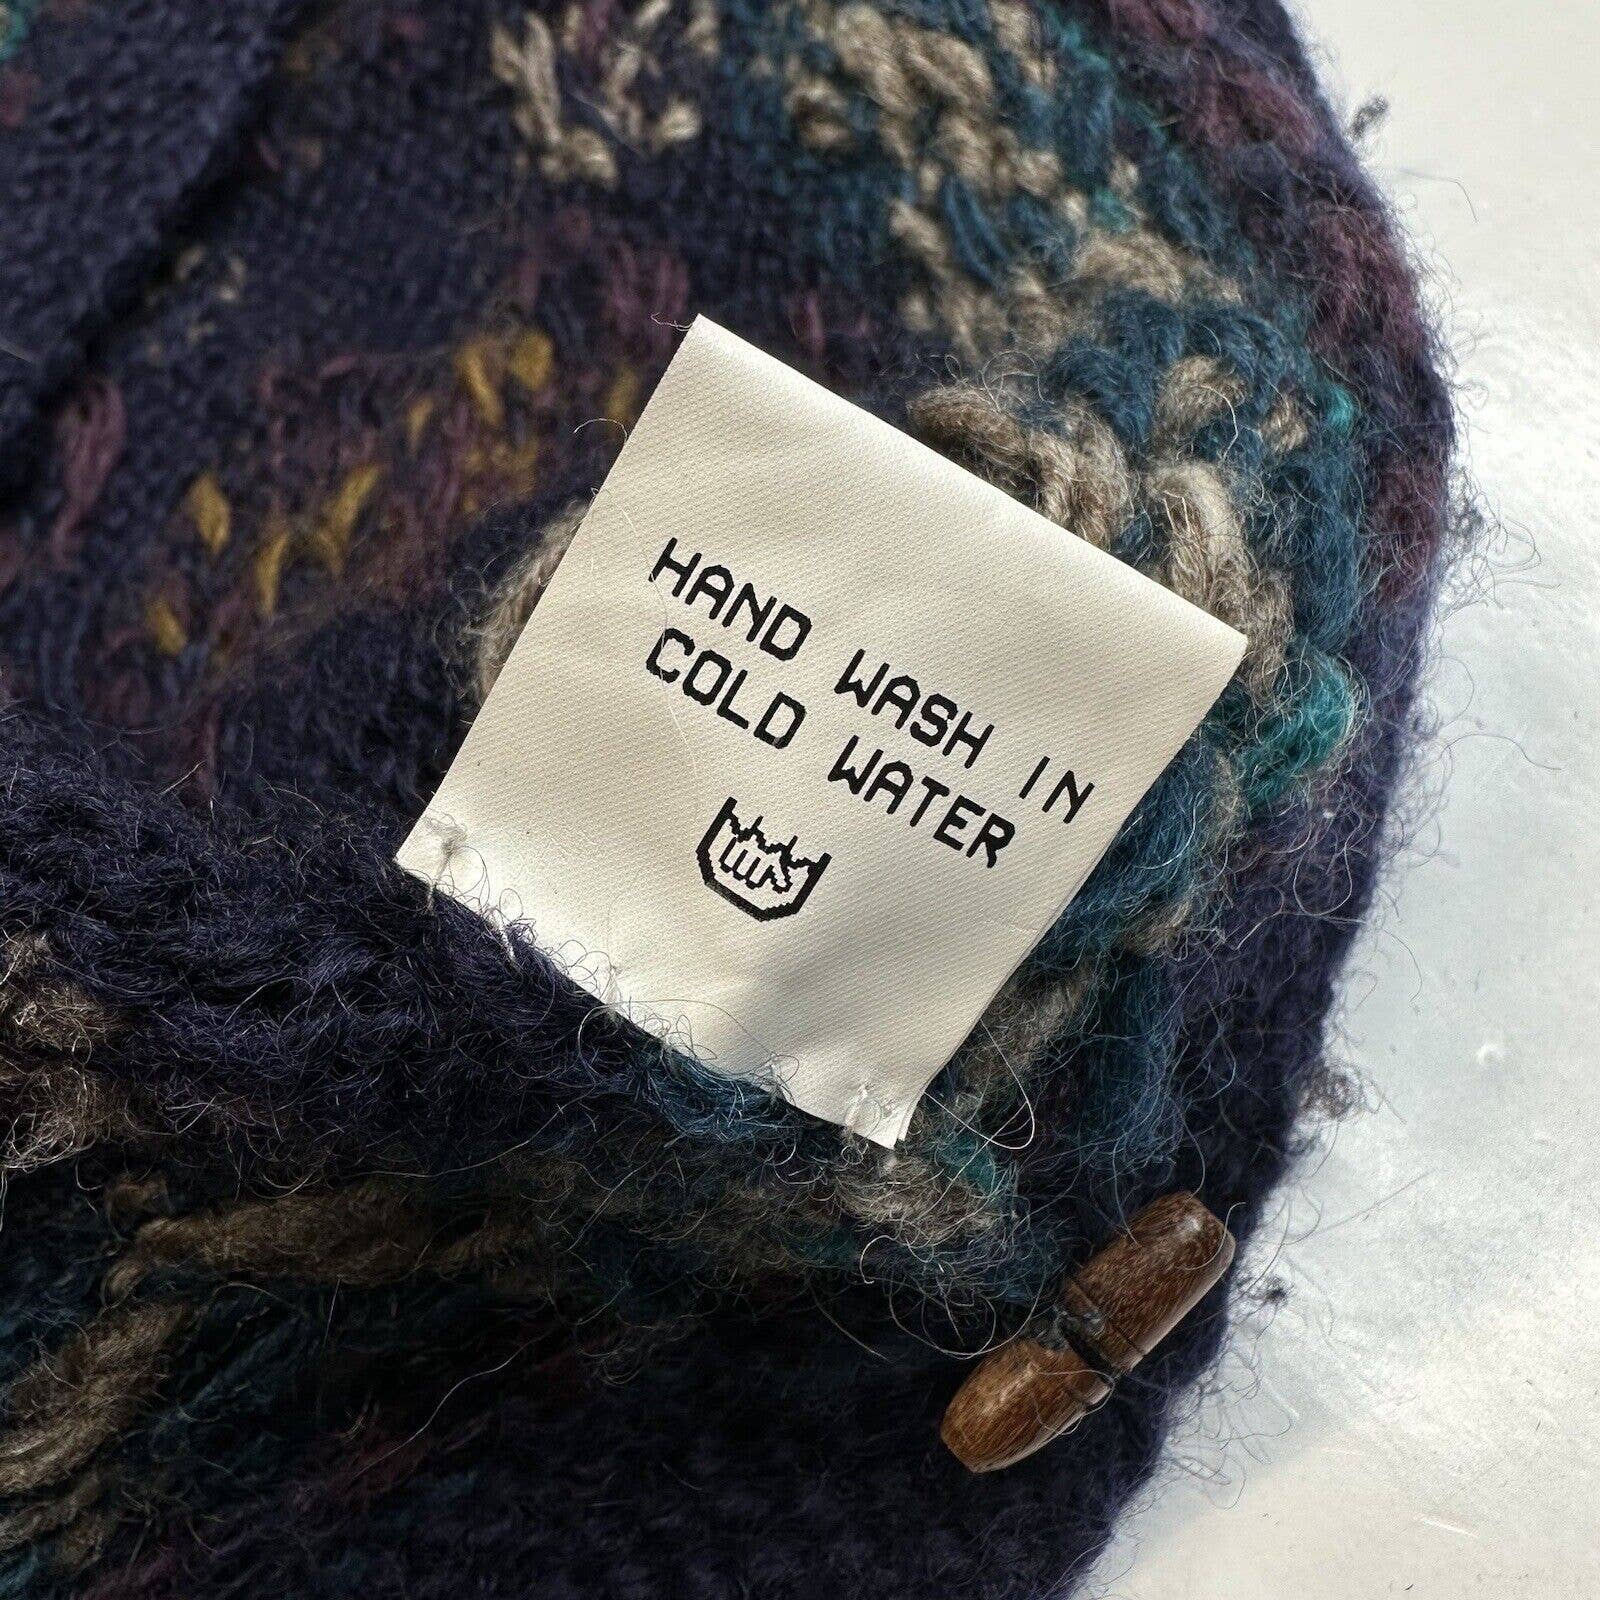 HAND WASH IN
COLD WATER